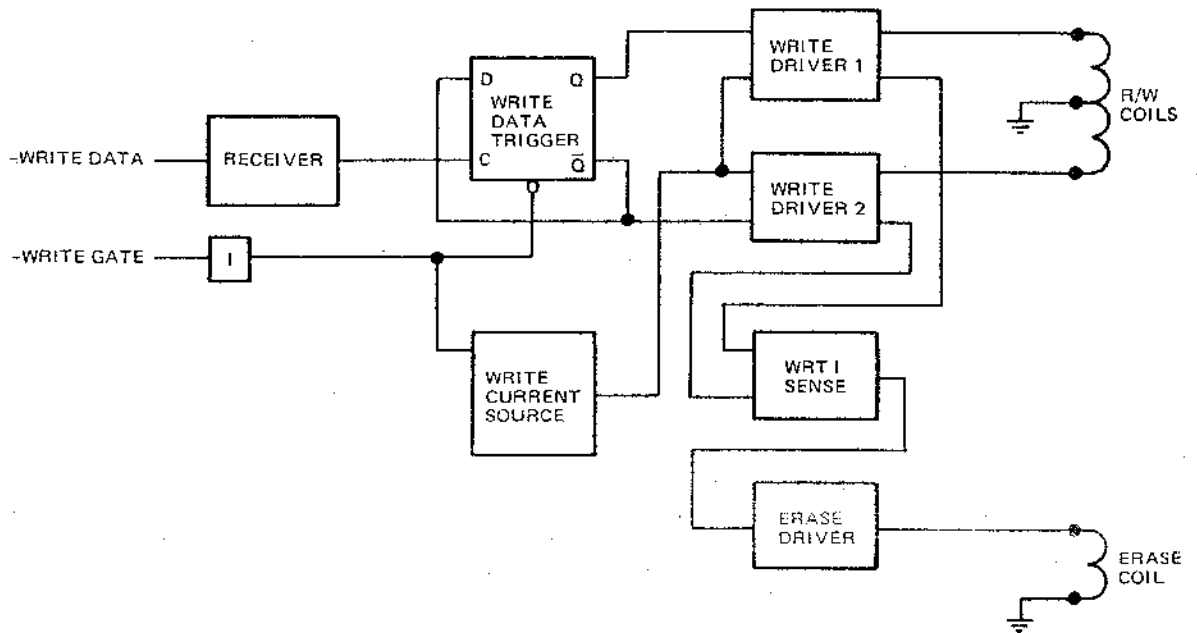 WRITE
DRIVER 1
D
Q
WRITE
DATA
TRIGGER
C
Q̅
R/W
COILS
-WRITE DATA
RECEIVER
WRITE
DRIVER 2
-WRITE GATE
I
WRITE
CURRENT
SOURCE
WRT I
SENSE
ERASE
DRIVER
ERASE
COIL